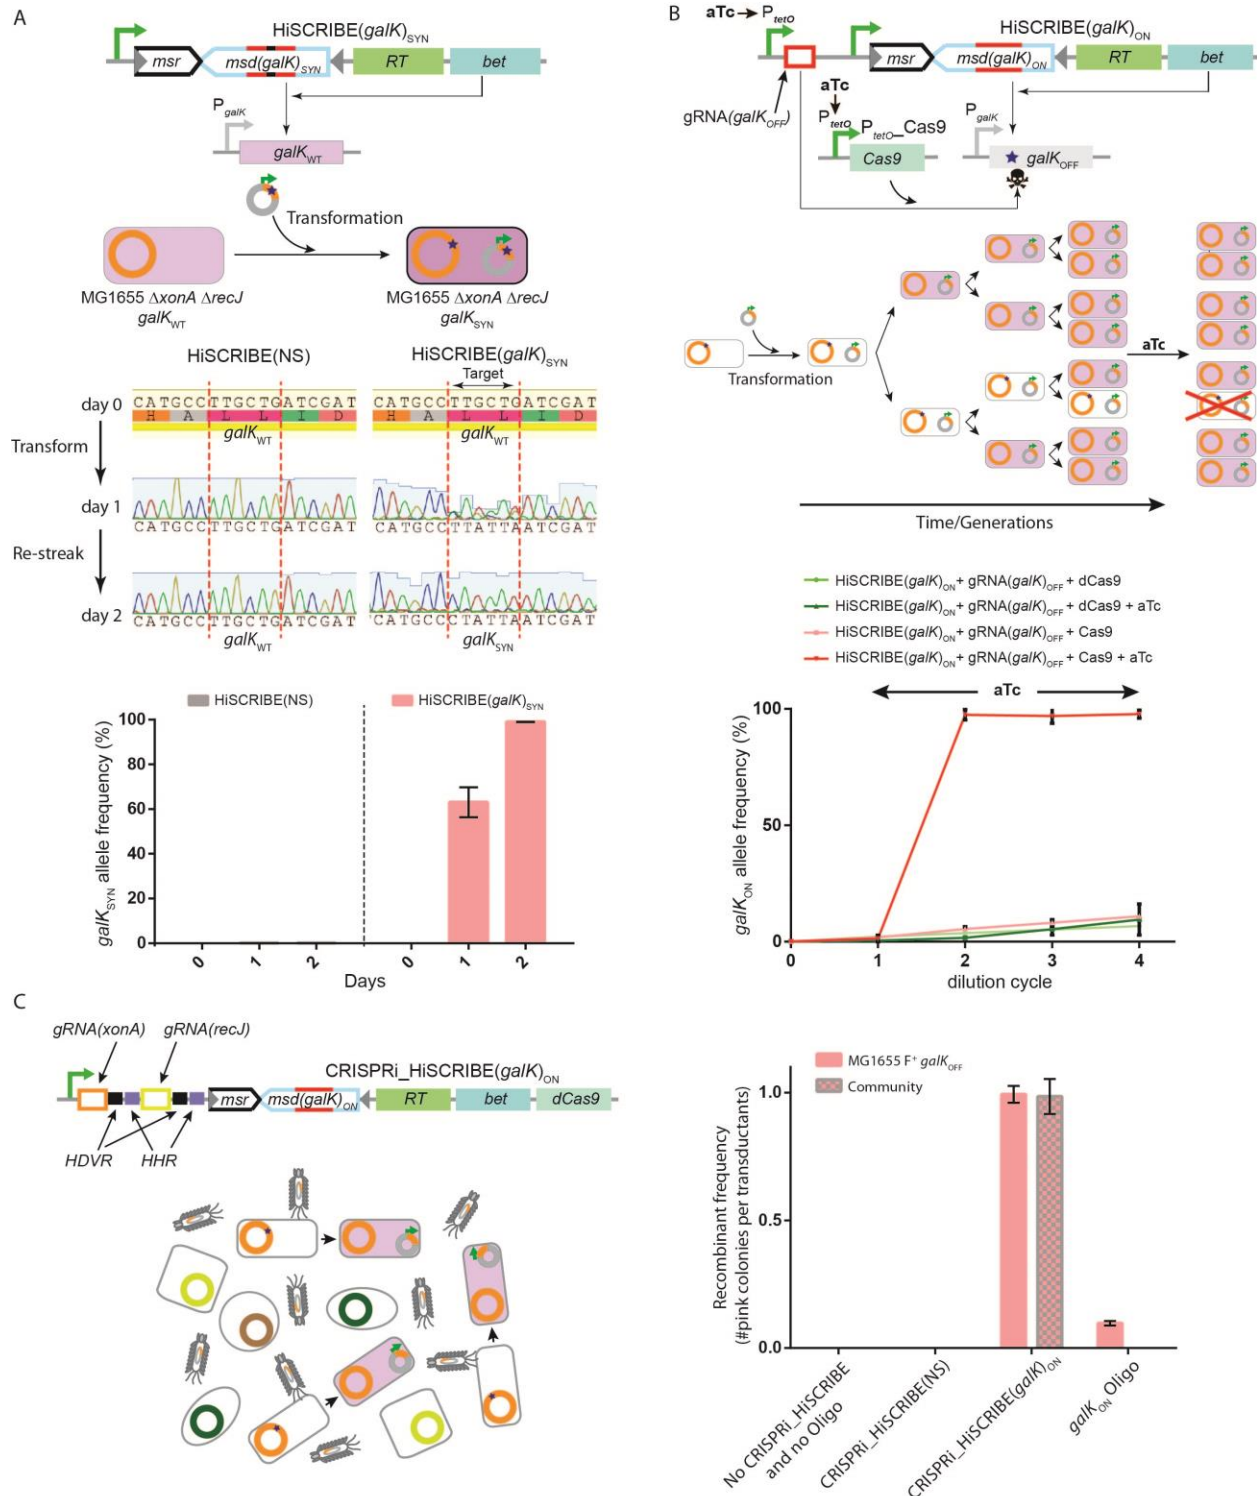 A
HiSCRIBE(galK)SYN
msr
msd(galK)SYN
RT
bet
PgalK
galKWT
Transformation
MG1655 ΔxonA ΔrecJ
galKWT
MG1655 ΔxonA ΔrecJ
galKSYN
HiSCRIBE(NS)
HiSCRIBE(galK)SYN
Target
day 0
CATGCCTTGCTGATCGAT
H A L L I D
galKWT
CATGCCTTGCTGATCGAT
H A L L I D
galKWT
Transform
day 1
CATGCCTTGCTGATCGAT
CATGCCTTATTAATCGAT
Re-streak
day 2
CATGCCTTGCTGATCGAT
galKWT
CATGCCCTATTAATCGAT
galKSYN
HiSCRIBE(NS)
HiSCRIBE(galK)SYN
galKSYN allele frequency (%)
100
80
60
40
20
0
0 1 2 0 1 2
Days
B
aTc
PtetO
HiSCRIBE(galK)ON
msr
msd(galK)ON
RT
bet
gRNA(galKOFF)
aTc
PtetO
PtetO_Cas9
Cas9
PgalK
galKOFF
Transformation
aTc
Time/Generations
HiSCRIBE(galK)ON + gRNA(galK)OFF + dCas9
HiSCRIBE(galK)ON + gRNA(galK)OFF + dCas9 + aTc
HiSCRIBE(galK)ON + gRNA(galK)OFF + Cas9
HiSCRIBE(galK)ON + gRNA(galK)OFF + Cas9 + aTc
aTc
galKON allele frequency (%)
100
50
0
0 1 2 3 4
dilution cycle
C
gRNA(xonA)
gRNA(recJ)
CRISPRi_HiSCRIBE(galK)ON
msr
msd(galK)ON
RT
bet
dCas9
HDVR
HHR
MG1655 F+ galKOFF
Community
Recombinant frequency
(#pink colonies per transductants)
1.0
0.5
0.0
No CRISPRi_HiSCRIBE
and no Oligo
CRISPRi_HiSCRIBE(NS)
CRISPRi_HiSCRIBE(galK)ON
galKON Oligo